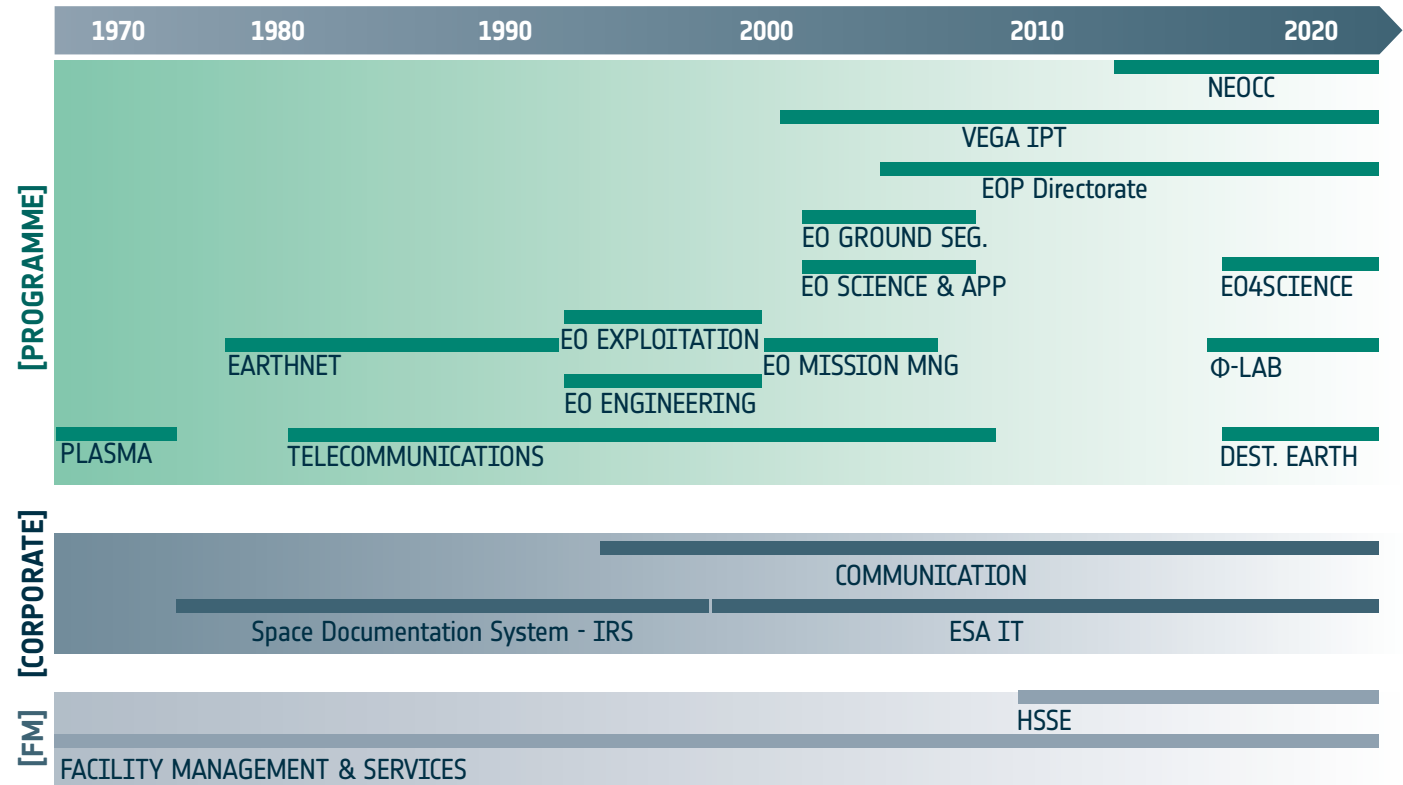 1970 1980 1990 2000 2010 2020
[PROGRAMME]
NEOCC
VEGA IPT
EOP Directorate
EO GROUND SEG.
EO SCIENCE & APP
EO4SCIENCE
EO EXPLOITATION
EARTHNET
EO MISSION MNG
Φ-LAB
EO ENGINEERING
PLASMA
TELECOMMUNICATIONS
DEST. EARTH
[CORPORATE]
COMMUNICATION
Space Documentation System - IRS
ESA IT
[FM]
HSSE
FACILITY MANAGEMENT & SERVICES